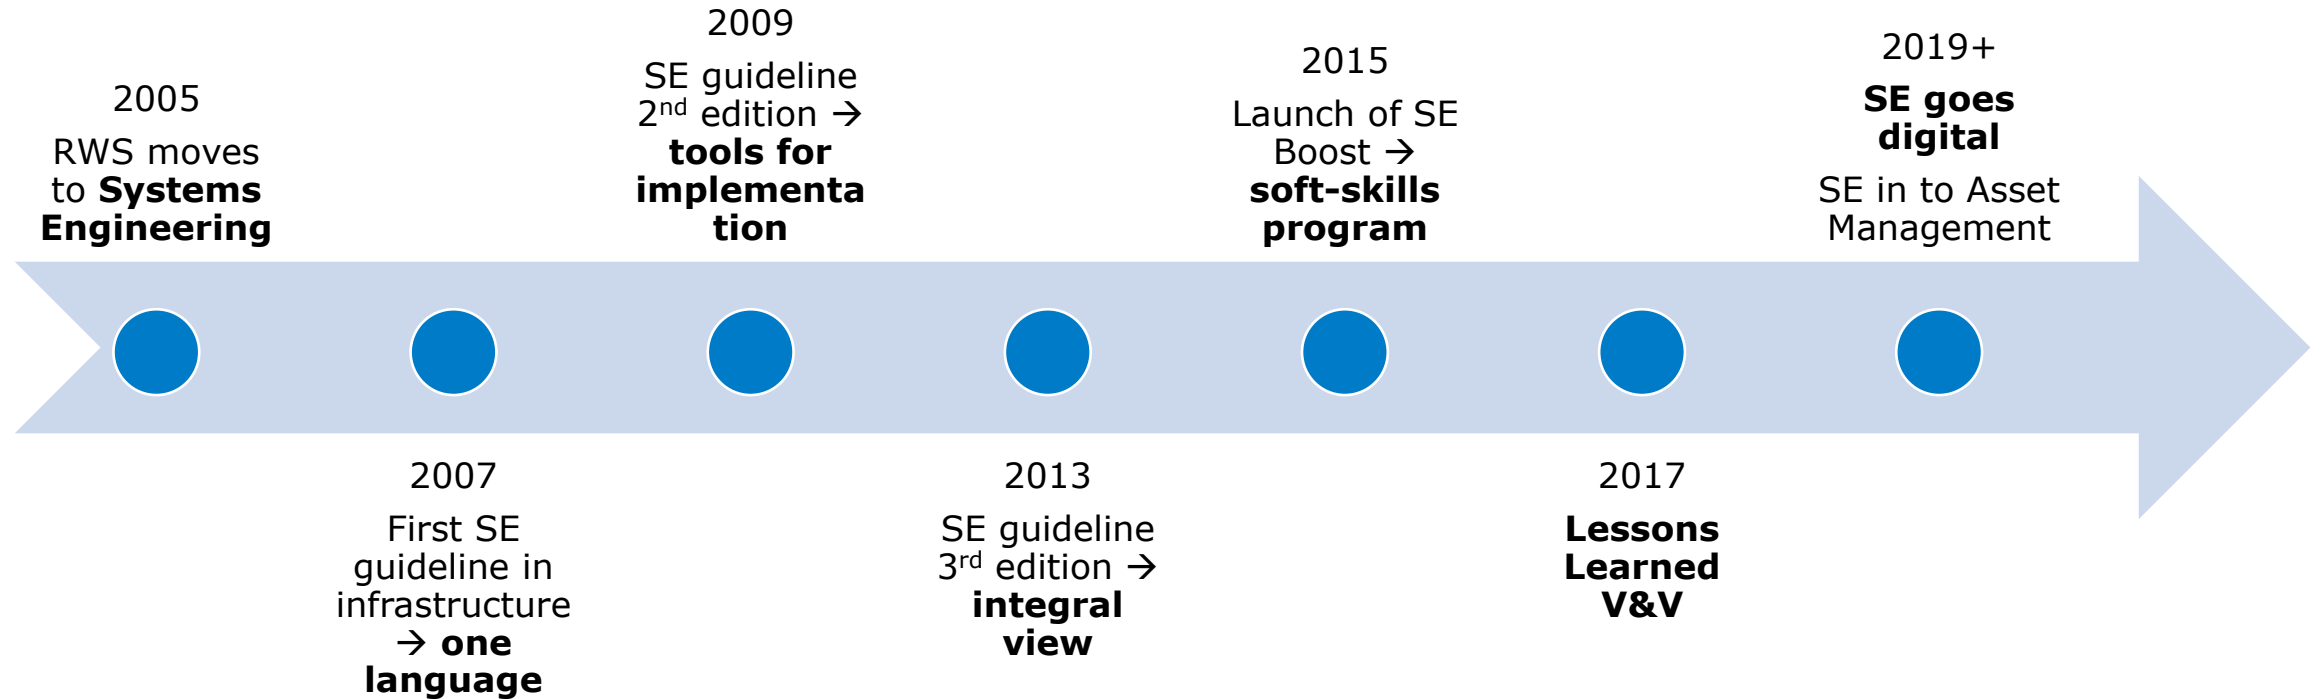 2005
RWS moves
to Systems
Engineering
2007
First SE
guideline in
infrastructure
→ one
language
2009
SE guideline
2nd edition →
tools for
implementa
tion
2013
SE guideline
3rd edition →
integral
view
2015
Launch of SE
Boost →
soft-skills
program
2017
Lessons
Learned
V&V
2019+
SE goes
digital
SE in to Asset
Management